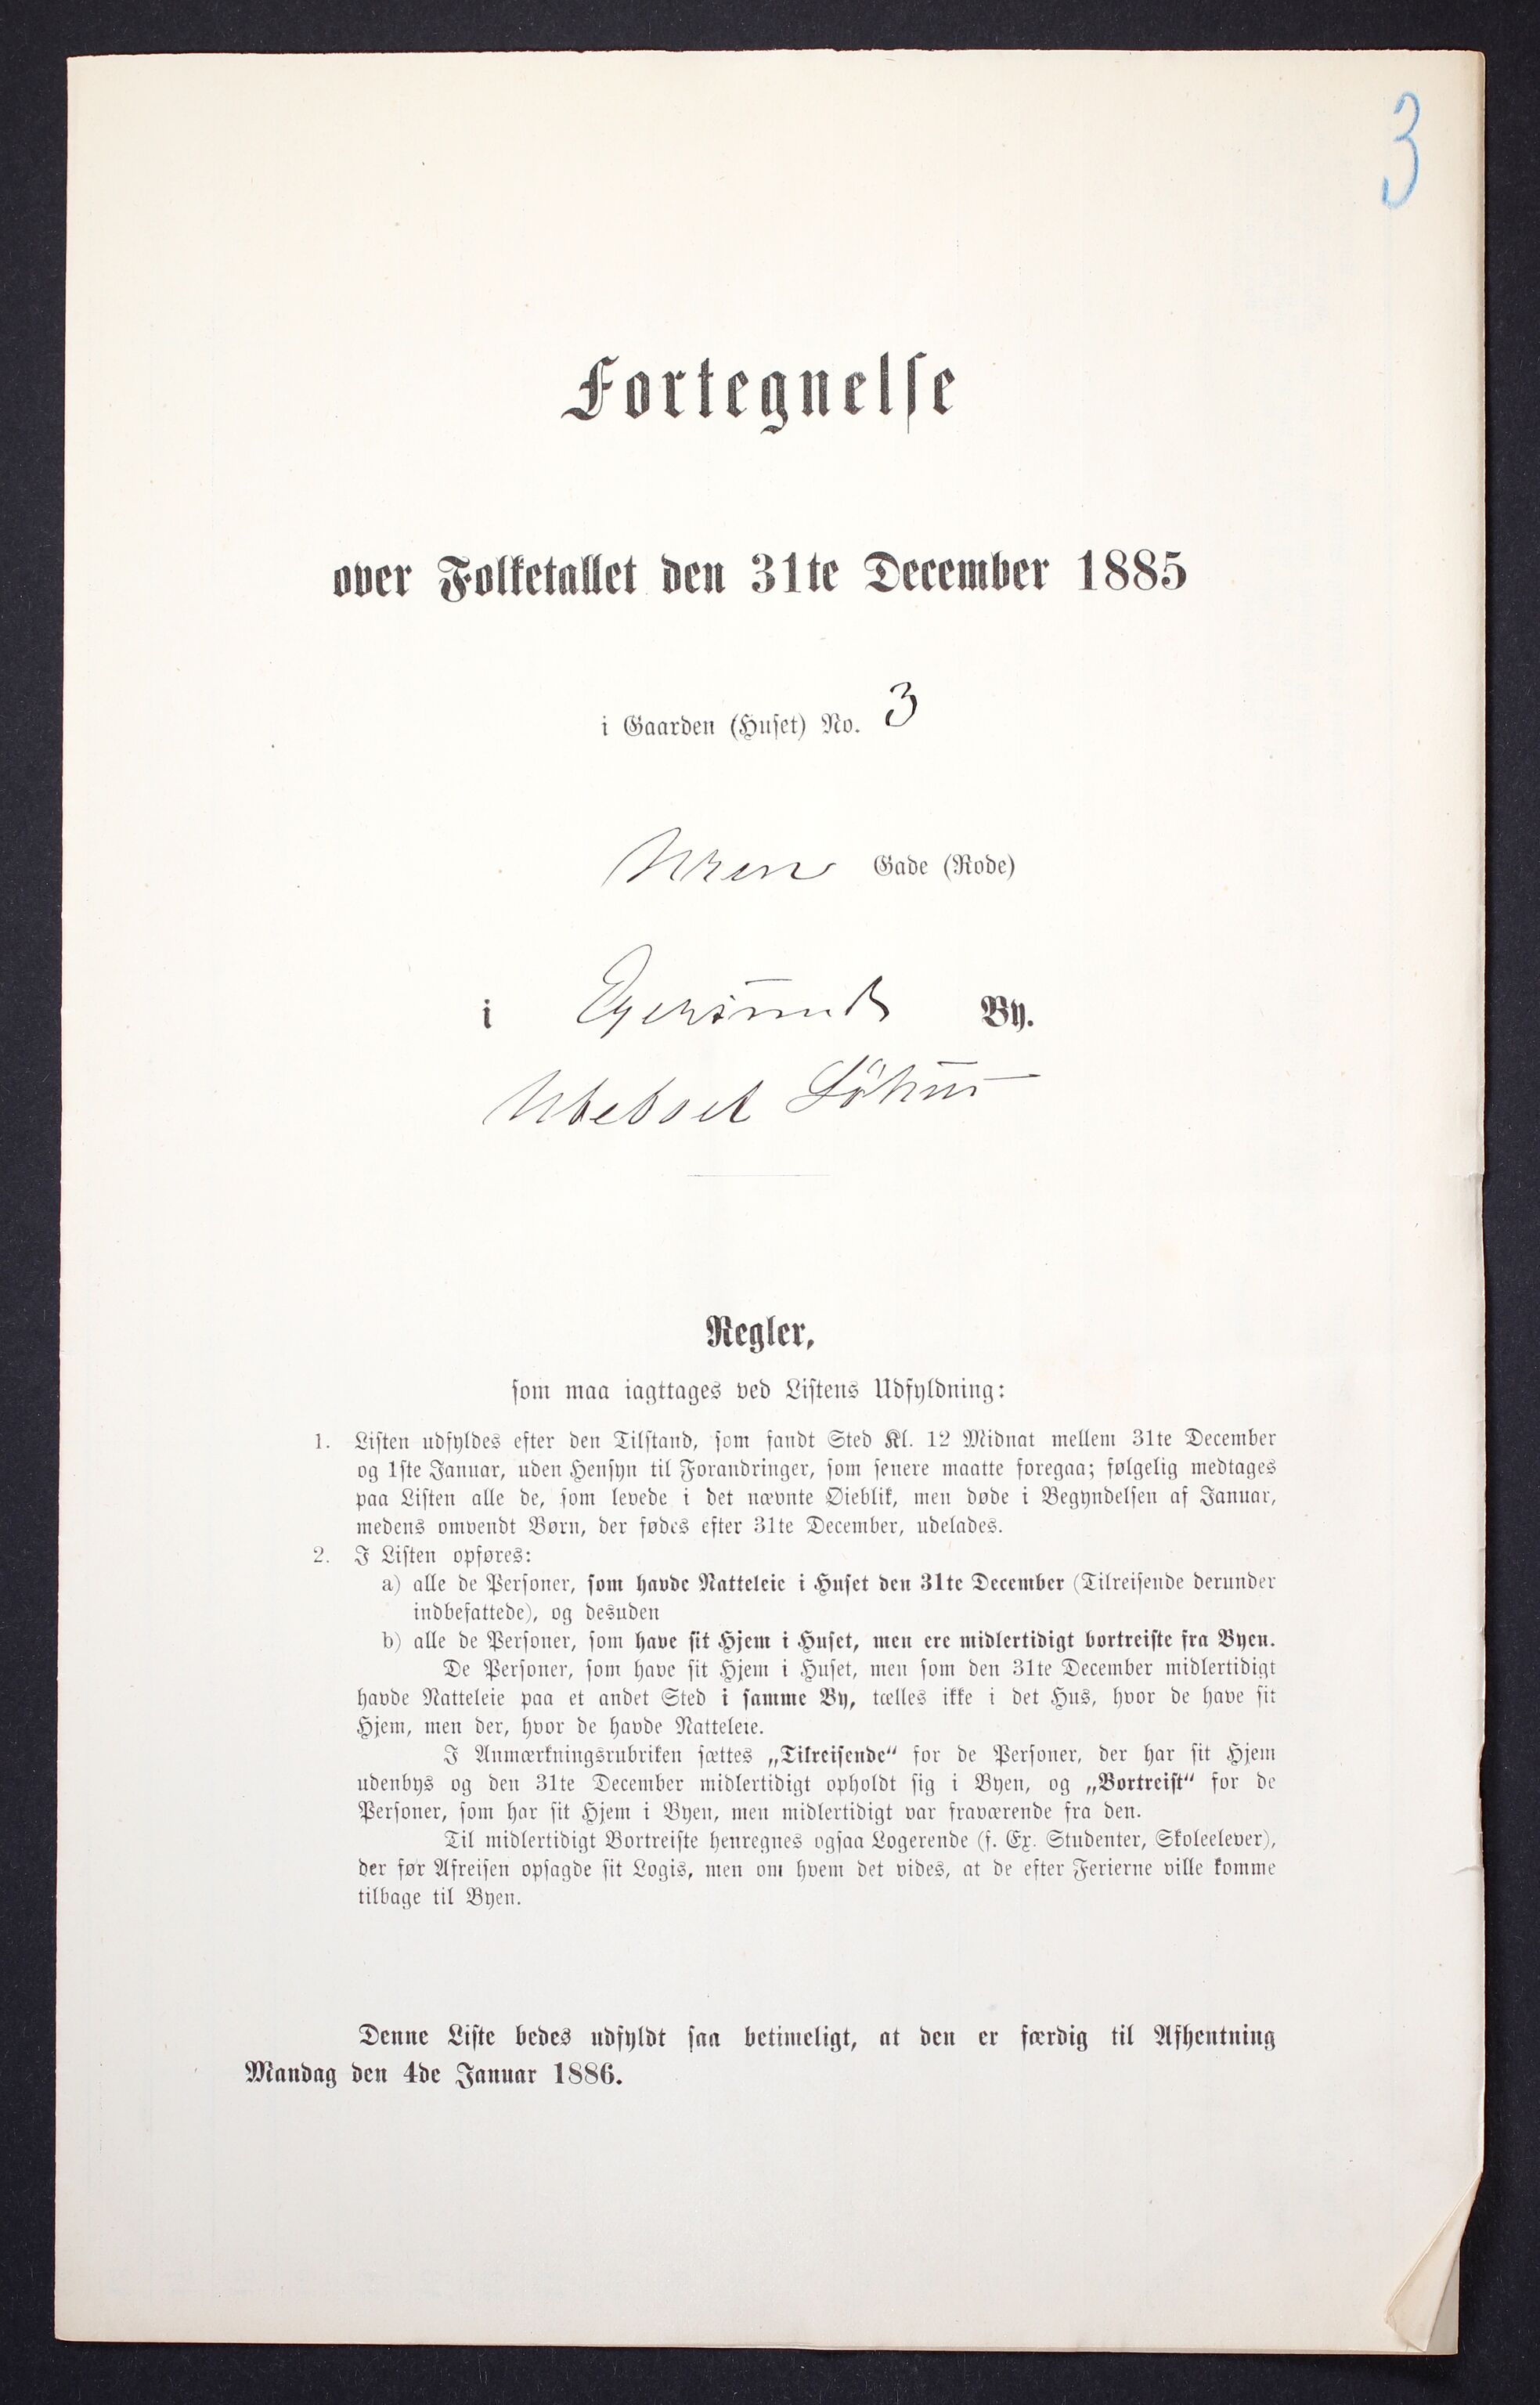 3
Fortegnelse
over Folketallet den 31te December 1885
i Gaarden (Huset) No. 3
Gade (Rode)
i Egersund By.
Regler,
som maa iagttages ved Listens Udfyldning:
1. Listen udfyldes efter den Tilstand, som fandt Sted Kl. 12 Midnat mellem 31te December
og 1ste Januar, uden Hensyn til Forandringer, som senere maatte foregaa; følgelig medtages
paa Listen alle de, som levede i det nævnte Øieblik, men døde i Begyndelsen af Januar,
medens omvendt Børn, der fødes efter 31te December, udelades.
2. I Listen opføres:
a) alle de Personer, som havde Natteleie i Huset den 31te December (Tilreisende derunder
indbefattede), og desuden
b) alle de Personer, som have sit Hjem i Huset, men ere midlertidigt bortreiste fra Byen.
De Personer, som have sit Hjem i Huset, men som den 31te December midlertidigt
havde Natteleie paa et andet Sted i samme By, tælles ikke i det Hus, hvor de have sit
Hjem, men der, hvor de havde Natteleie.
I Anmærkningsrubriken sættes „Tilreisende“ for de Personer, der har sit Hjem
udenbys og den 31te December midlertidigt opholdt sig i Byen, og „Bortreist“ for de
Personer, som har sit Hjem i Byen, men midlertidigt var fraværende fra den.
Til midlertidigt Bortreiste henregnes ogsaa Logerende (f. Ex. Studenter, Skoleelever),
der før Afreisen opsagde sit Logis, men om hvem det vides, at de efter Ferierne ville komme
tilbage til Byen.
Denne Liste bedes udfyldt saa betimeligt, at den er færdig til Afhentning
Mandag den 4de Januar 1886.